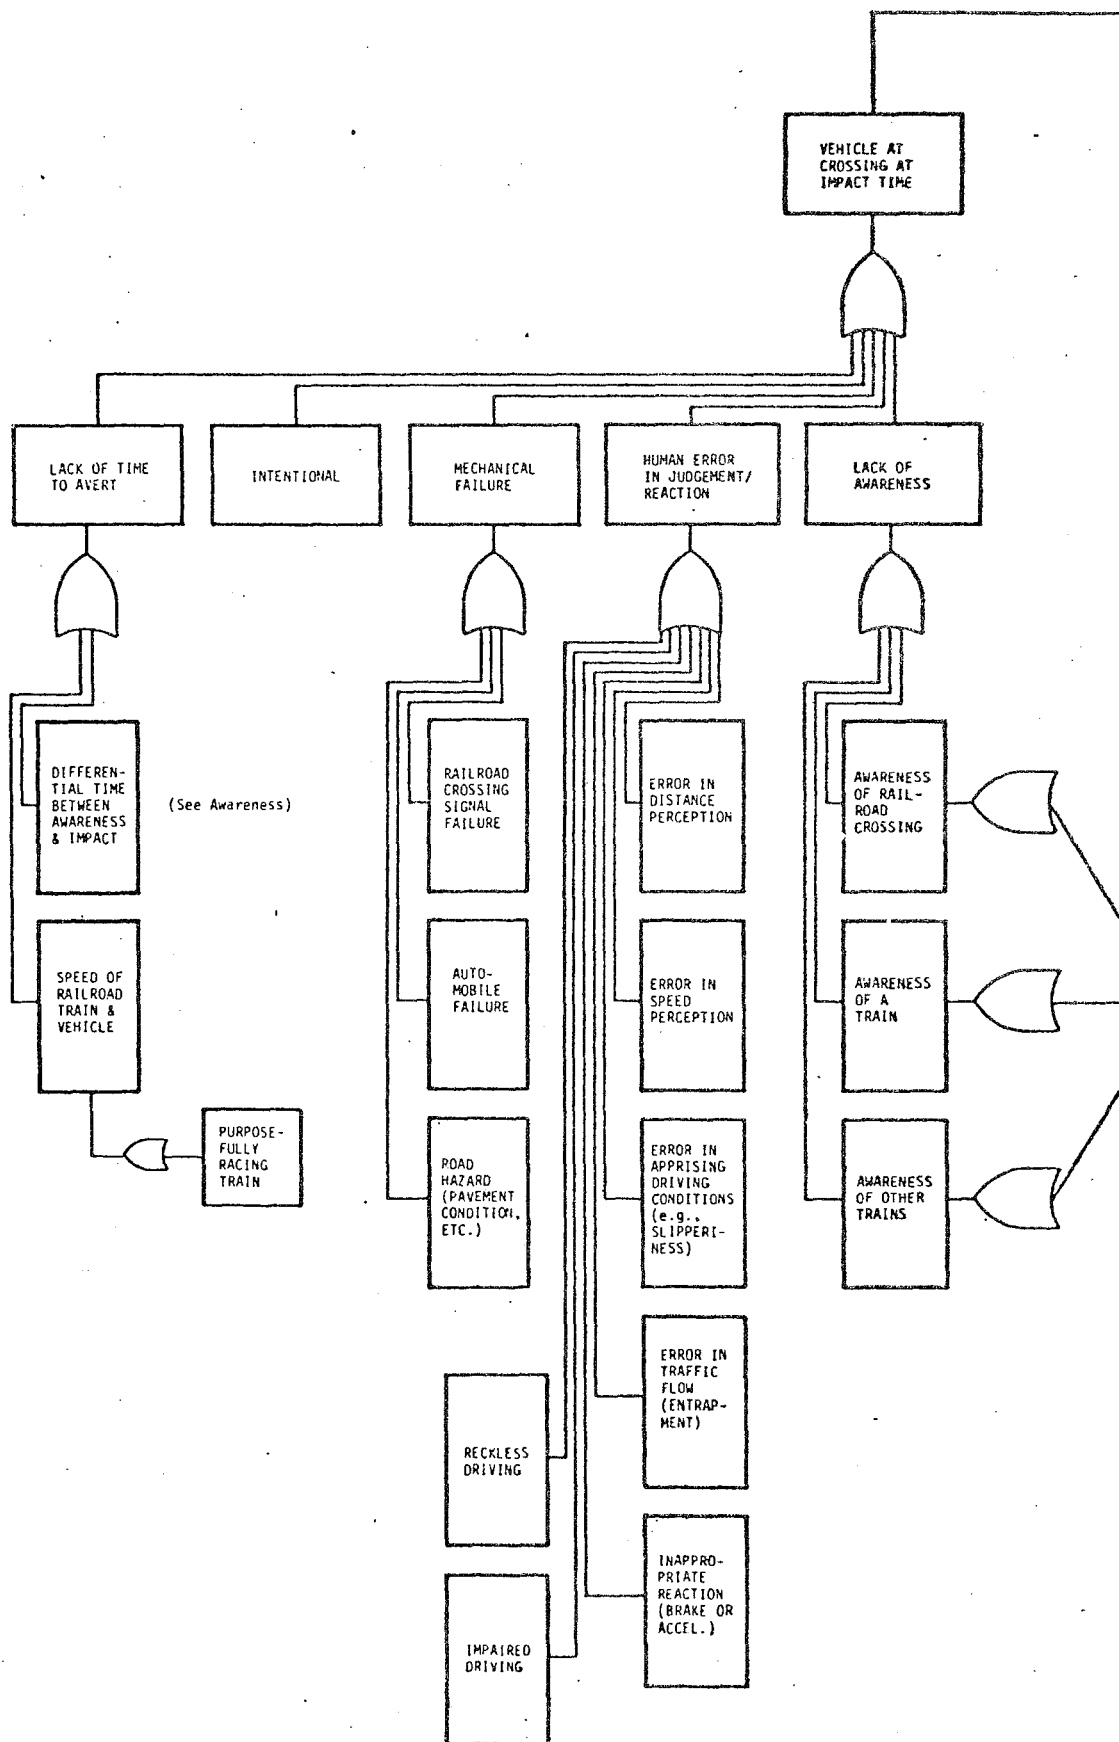 VEHICLE AT
CROSSING AT
IMPACT TIME
LACK OF TIME
TO AVERT
INTENTIONAL
MECHANICAL
FAILURE
HUMAN ERROR
IN JUDGEMENT/
REACTION
LACK OF
AWARENESS
DIFFEREN-
TIAL TIME
BETWEEN
AWARENESS
& IMPACT
(See Awareness)
RAILROAD
CROSSING
SIGNAL
FAILURE
ERROR IN
DISTANCE
PERCEPTION
AWARENESS
OF RAIL-
ROAD
CROSSING
SPEED OF
RAILROAD
TRAIN &
VEHICLE
AUTO-
MOBILE
FAILURE
ERROR IN
SPEED
PERCEPTION
AWARENESS
OF A
TRAIN
PURPOSE-
FULLY
RACING
TRAIN
ROAD
HAZARD
(PAVEMENT
CONDITION,
ETC.)
ERROR IN
APPRISING
DRIVING
CONDITIONS
(e.g.,
SLIPPERI-
NESS)
AWARENESS
OF OTHER
TRAINS
ERROR IN
TRAFFIC
FLOW
(ENTRAP-
MENT)
RECKLESS
DRIVING
INAPPRO-
PRIATE
REACTION
(BRAKE OR
ACCEL.)
IMPAIRED
DRIVING